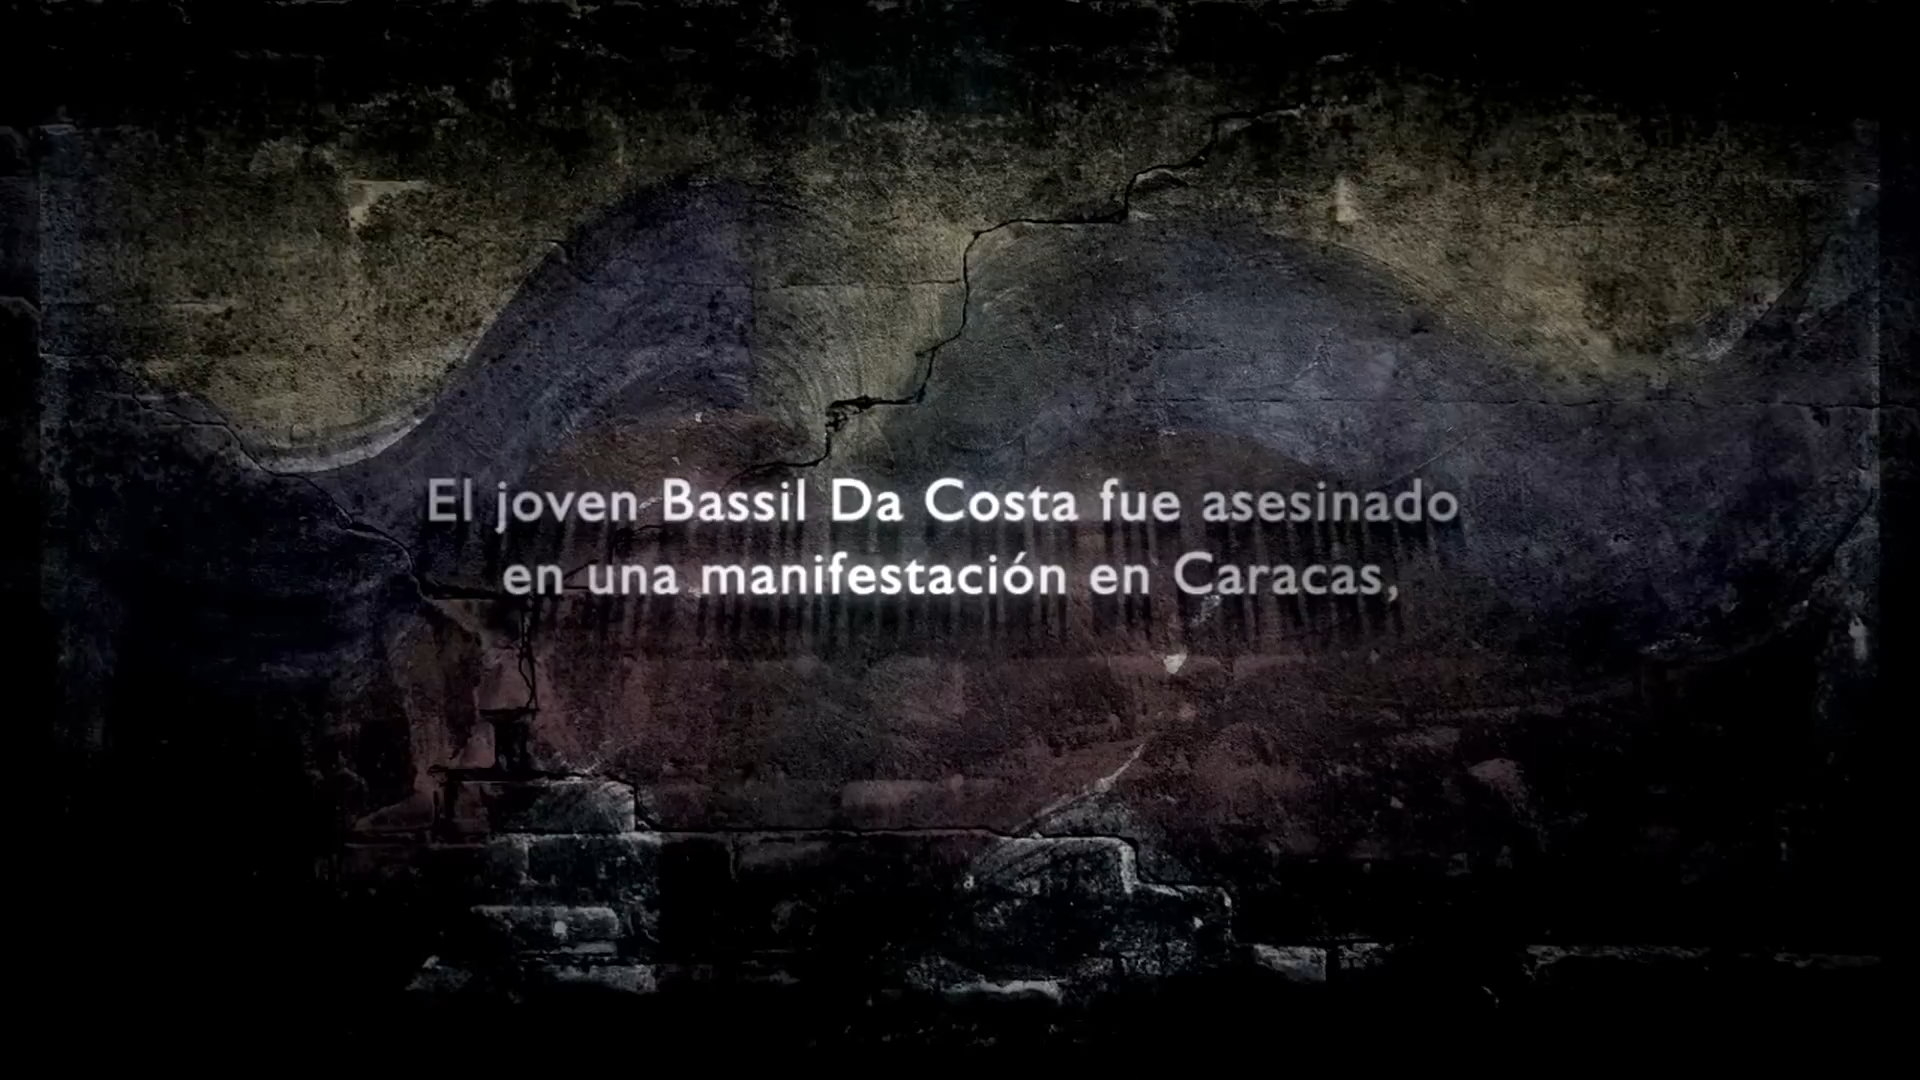 El joven Bassil Da Costa fue asesinado
en una manifestación en Caracas,